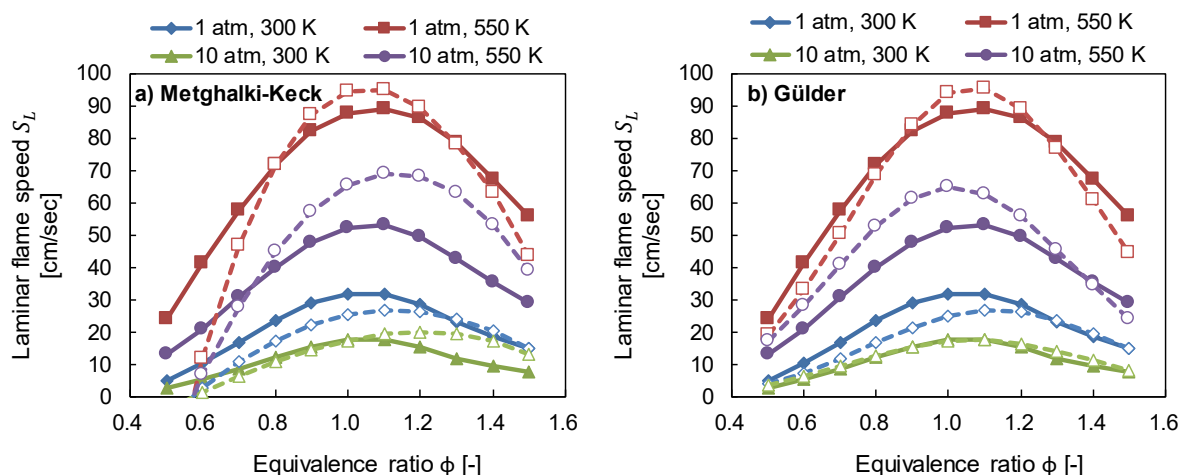 1 atm, 300 K 1 atm, 550 K
10 atm, 300 K 10 atm, 550 K
a) Metghalki-Keck
Laminar flame speed S_L
[cm/sec]
100
90
80
70
60
50
40
30
20
10
0
0.4 0.6 0.8 1.0 1.2 1.4 1.6
Equivalence ratio ϕ [-]
1 atm, 300 K 1 atm, 550 K
10 atm, 300 K 10 atm, 550 K
b) Gülder
Laminar flame speed S_L
[cm/sec]
100
90
80
70
60
50
40
30
20
10
0
0.4 0.6 0.8 1.0 1.2 1.4 1.6
Equivalence ratio ϕ [-]